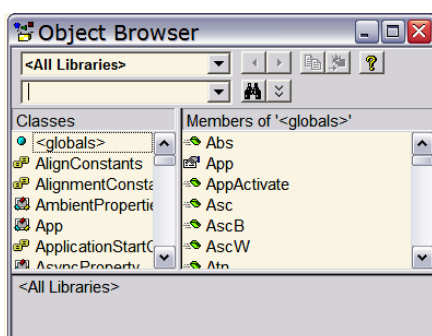 Object Browser
<All Libraries>
Classes
Members of '<globals>'
<globals>
AlignConstants
AlignmentConsta
AmbientPropertie
App
ApplicationStartC
AsyncProperty
Abs
App
AppActivate
Asc
AscB
AscW
Atn
<All Libraries>